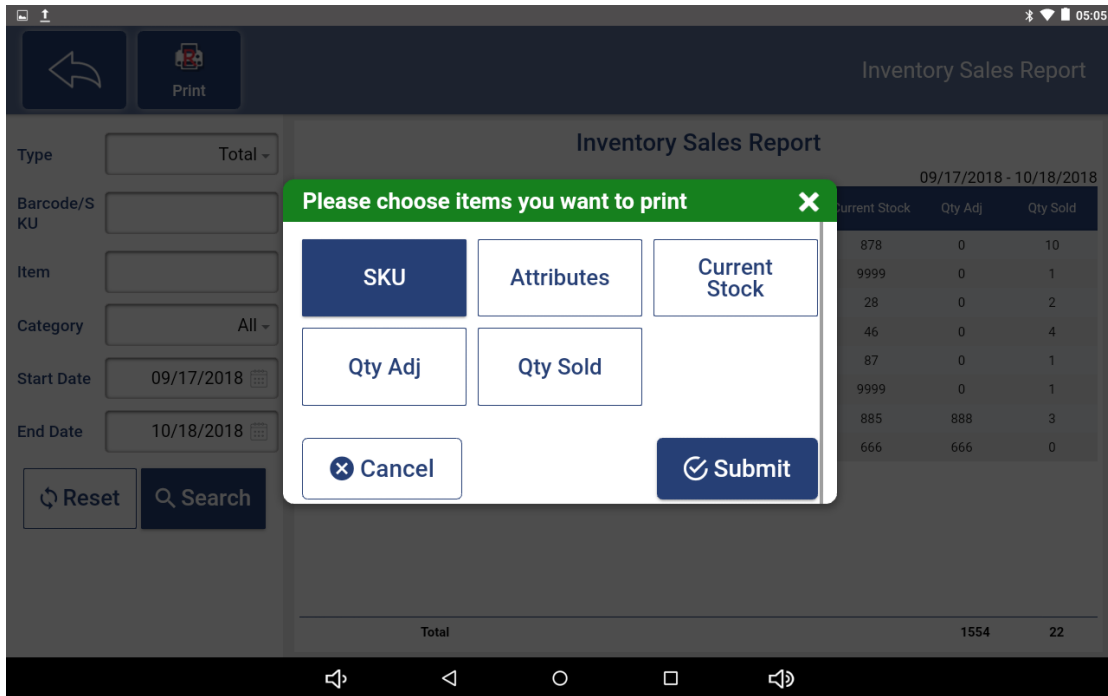 05:05
Print
Inventory Sales Report
Type
Total
Barcode/S
KU
Item
Category
All
Start Date
09/17/2018
End Date
10/18/2018
Reset
Search
Inventory Sales Report
09/17/2018 - 10/18/2018
Current Stock Qty Adj Qty Sold
878 0 10
9999 0 1
28 0 2
46 0 4
87 0 1
9999 0 1
885 888 3
666 666 0
Total 1554 22
Please choose items you want to print
SKU
Attributes
Current
Stock
Qty Adj
Qty Sold
Cancel
Submit